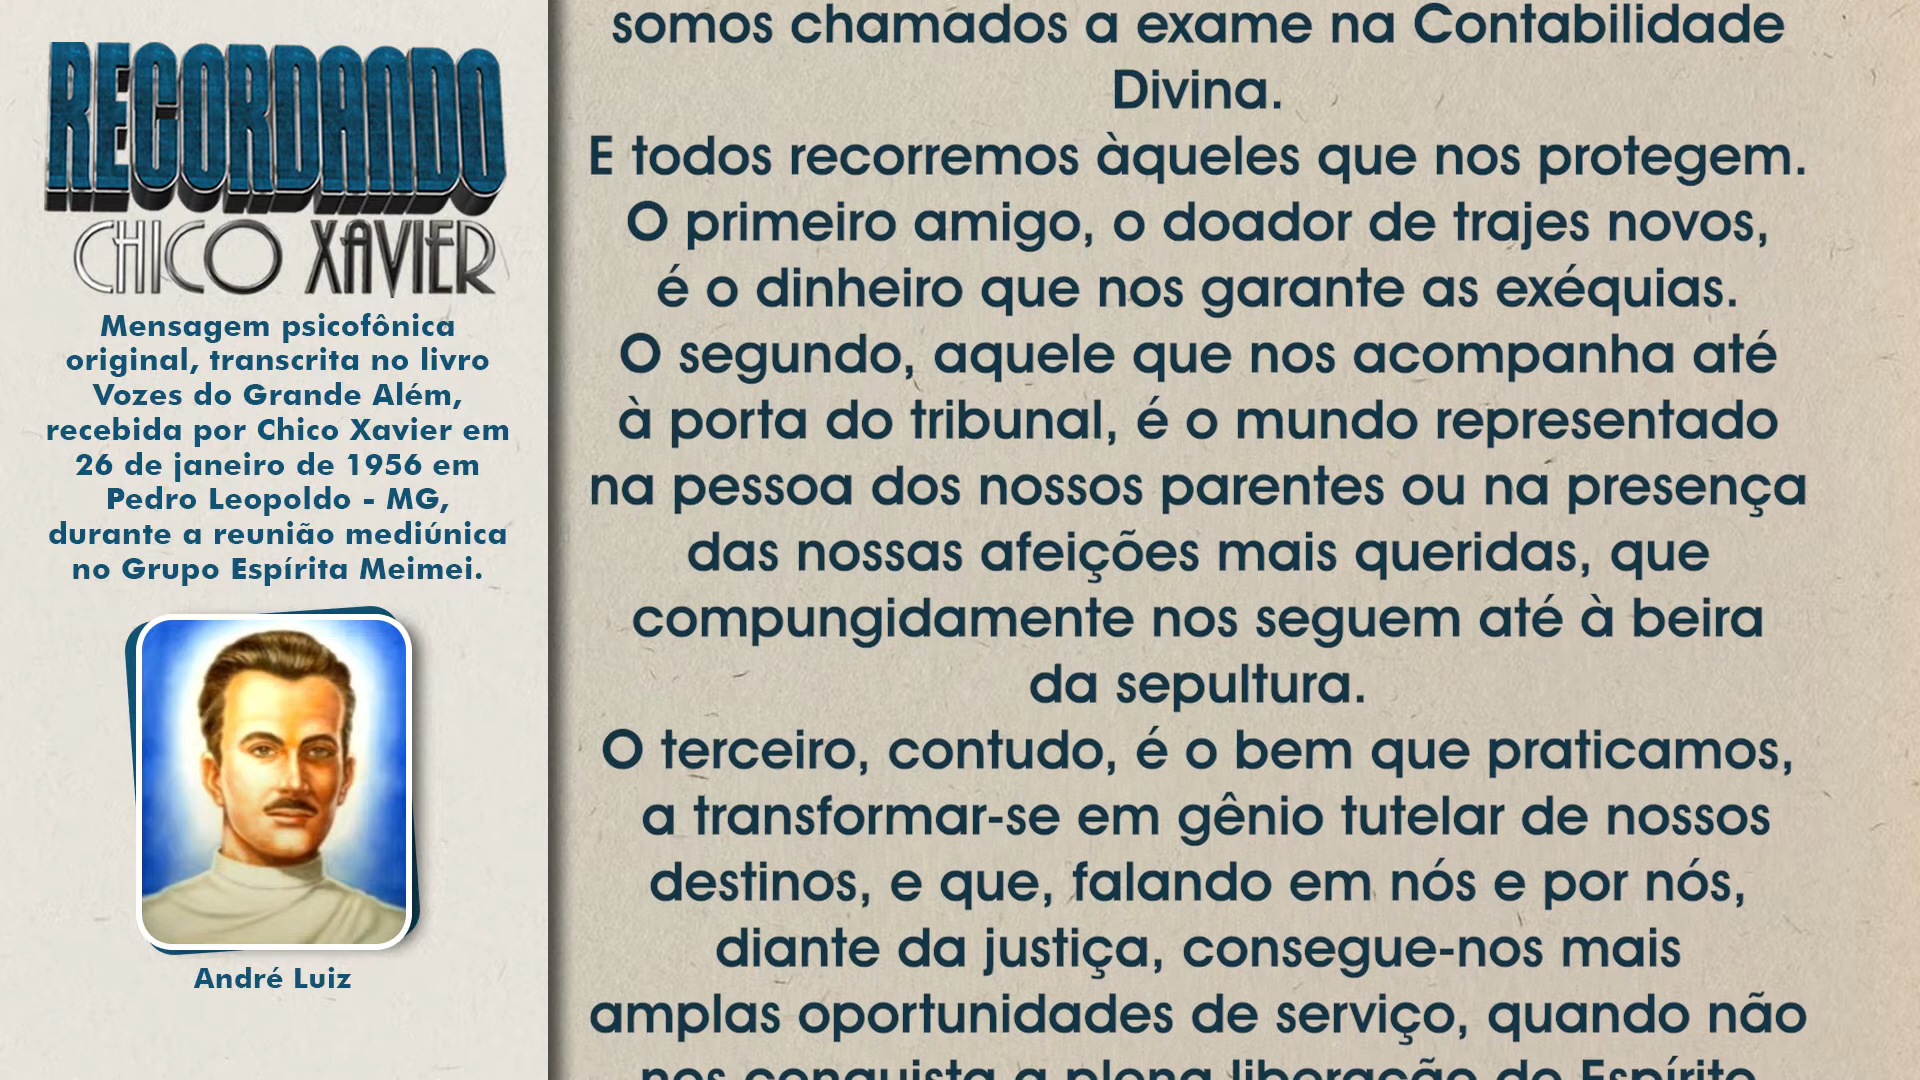 RECORDANDO
CHICO XAVIER
Mensagem psicofônica
original, transcrita no livro
Vozes do Grande Além,
recebida por Chico Xavier em
26 de janeiro de 1956 em
Pedro Leopoldo - MG,
durante a reunião mediúnica
no Grupo Espírita Meimei.
André Luiz
somos chamados a exame na Contabilidade
Divina.
E todos recorremos àqueles que nos protegem.
O primeiro amigo, o doador de trajes novos,
é o dinheiro que nos garante as exéquias.
O segundo, aquele que nos acompanha até
à porta do tribunal, é o mundo representado
na pessoa dos nossos parentes ou na presença
das nossas afeições mais queridas, que
compungidamente nos seguem até à beira
da sepultura.
O terceiro, contudo, é o bem que praticamos,
a transformar-se em gênio tutelar de nossos
destinos, e que, falando em nós e por nós,
diante da justiça, consegue-nos mais
amplas oportunidades de serviço, quando não
nos conquista a plena liberação do Espírito